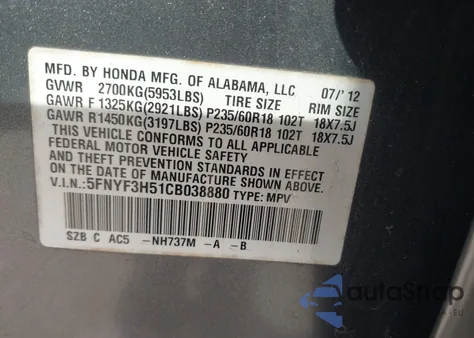 MFD. BY HONDA MFG. OF ALABAMA, LLC 07/'12
GVWR 2700KG(5953LBS) TIRE SIZE RIM SIZE
GAWR F 1325KG(2921LBS) P235/60R18 102T 18X7.5J
GAWR R1450KG(3197LBS) P235/60R18 102T 18X7.5J
THIS VEHICLE CONFORMS TO ALL APPLICABLE
FEDERAL MOTOR VEHICLE SAFETY AND
THEFT PREVENTION STANDARDS IN EFFECT
ON THE DATE OF MANUFACTURE SHOWN ABOVE.
V.I.N.:5FNYF3H51CB038880 TYPE: MPV
SZB C AC5 -NH737M -A -B
autoSnap